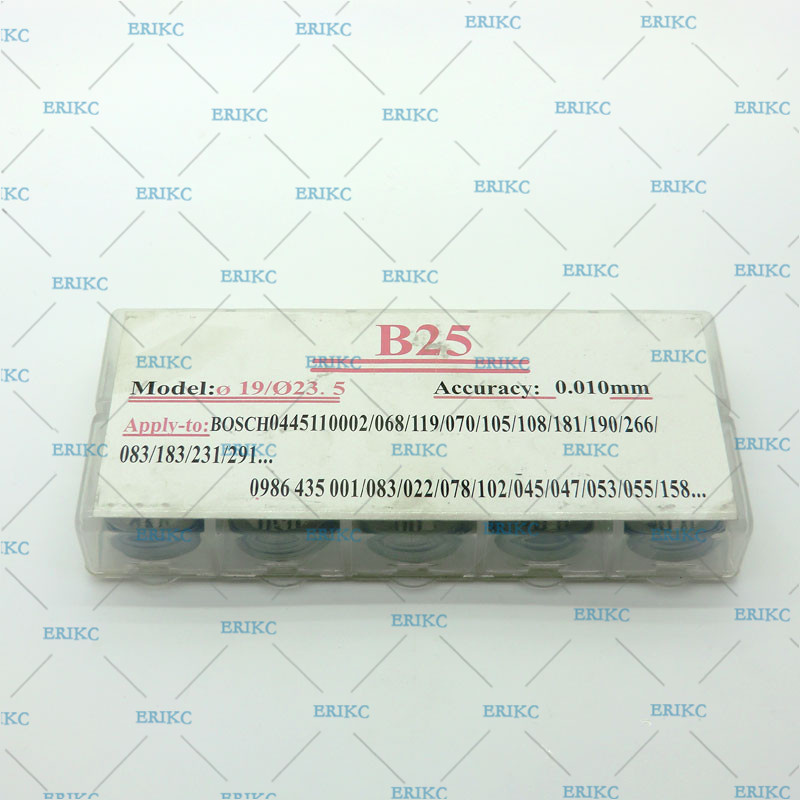 B25
Model:ø 19/Ø23. 5 Accuracy: 0.010mm
Apply-to:BOSCH0445110002/068/119/070/105/108/181/190/266/
083/183/231/291...
0986 435 001/083/022/078/102/045/047/053/055/158...
ERIKC